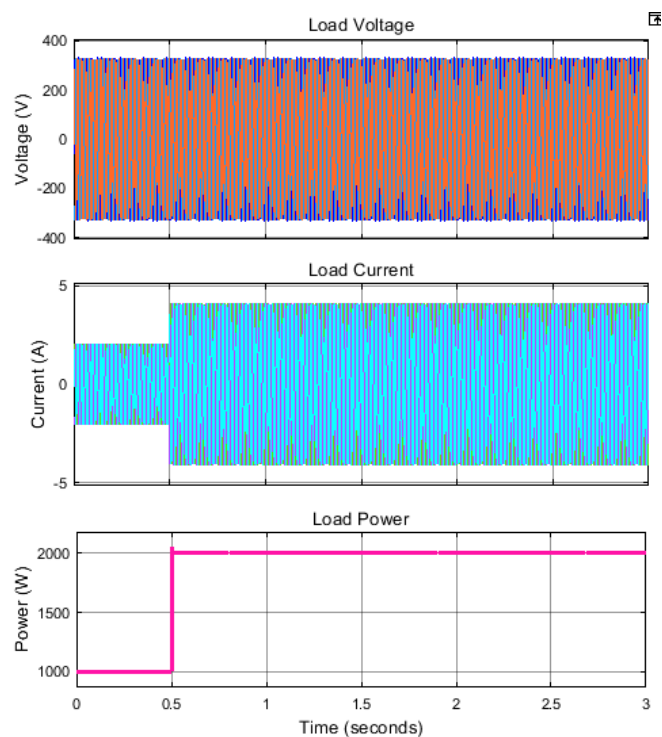 Load Voltage
400
200
0
-200
-400
Voltage (V)
Load Current
5
0
-5
Current (A)
Load Power
2000
1500
1000
Power (W)
0 0.5 1 1.5 2 2.5 3
Time (seconds)